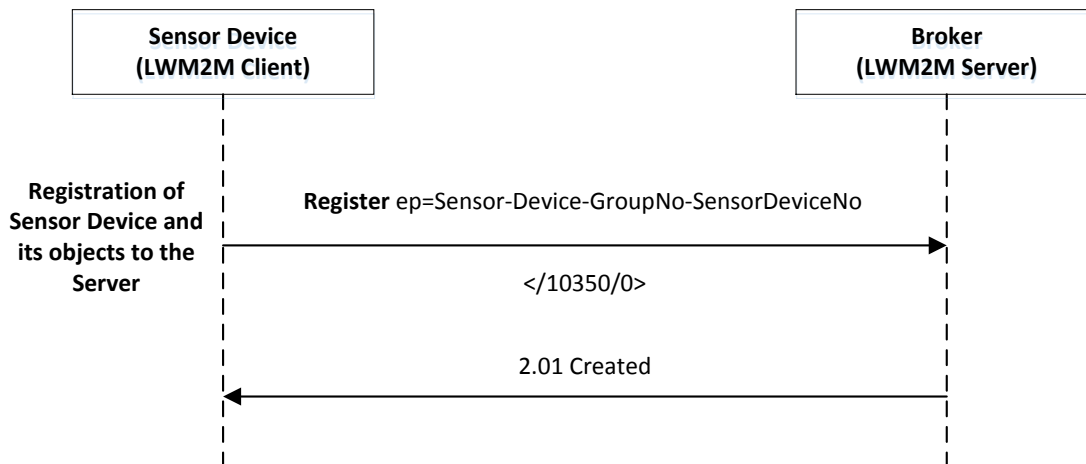 Sensor Device
(LWM2M Client)
Broker
(LWM2M Server)
Registration of
Sensor Device and
its objects to the
Server
Register ep=Sensor-Device-GroupNo-SensorDeviceNo
</10350/0>
2.01 Created